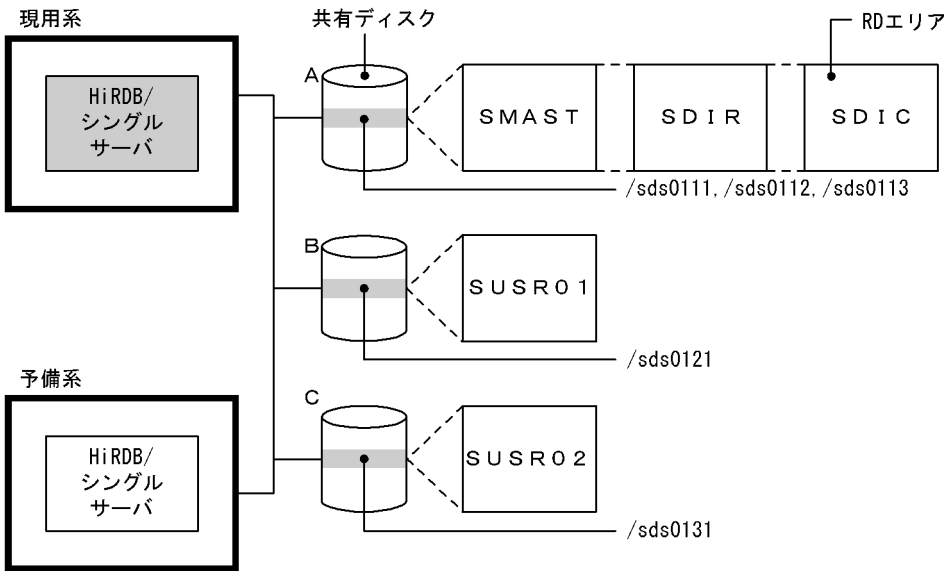 現用系
共有ディスク
RDエリア
HiRDB/
シングル
サーバ
A
SMAST
SDIR
SDIC
/sds0111, /sds0112, /sds0113
B
SUSR01
/sds0121
予備系
HiRDB/
シングル
サーバ
C
SUSR02
/sds0131